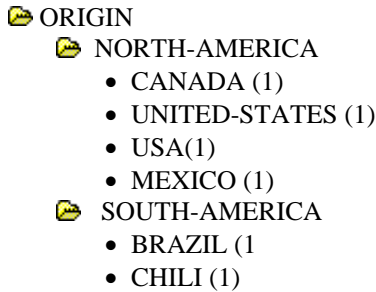 ORIGIN
NORTH-AMERICA
• CANADA (1)
• UNITED-STATES (1)
• USA(1)
• MEXICO (1)
SOUTH-AMERICA
• BRAZIL (1
• CHILI (1)